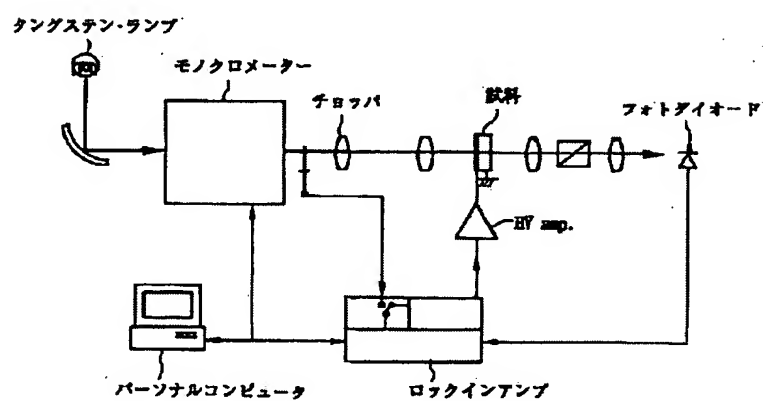 タングステン・ランプ
モノクロメーター
チョッパ
試料
フォトダイオード
HV amp.
パーソナルコンピュータ
ロックインアンプ